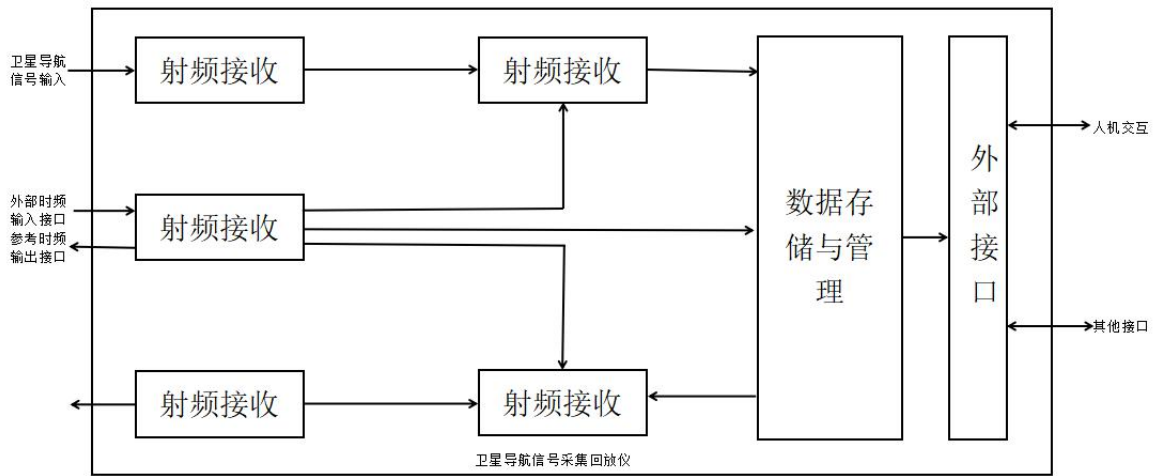 卫星导航
信号输入
射频接收
射频接收
外部时频
输入接口
参考时频
输出接口
射频接收
数据存
储与管
理
外
部
接
口
人机交互
其他接口
射频接收
射频接收
卫星导航信号采集回放仪